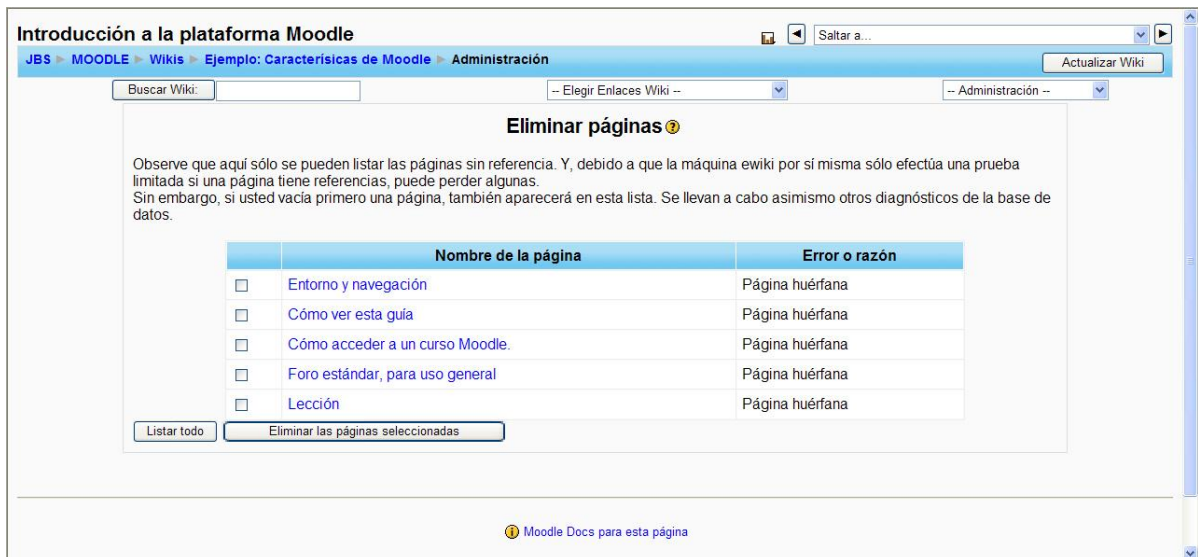 Introducción a la plataforma Moodle
Saltar a...
JBS ► MOODLE ► Wikis ► Ejemplo: Caracterísicas de Moodle ► Administración
Actualizar Wiki
Buscar Wiki:
-- Elegir Enlaces Wiki --
-- Administración --
Eliminar páginas
Observe que aquí sólo se pueden listar las páginas sin referencia. Y, debido a que la máquina ewiki por sí misma sólo efectúa una prueba
limitada si una página tiene referencias, puede perder algunas.
Sin embargo, si usted vacía primero una página, también aparecerá en esta lista. Se llevan a cabo asimismo otros diagnósticos de la base de
datos.
Nombre de la página Error o razón
Entorno y navegación Página huérfana
Cómo ver esta guía Página huérfana
Cómo acceder a un curso Moodle. Página huérfana
Foro estándar, para uso general Página huérfana
Lección Página huérfana
Listar todo Eliminar las páginas seleccionadas
Moodle Docs para esta página